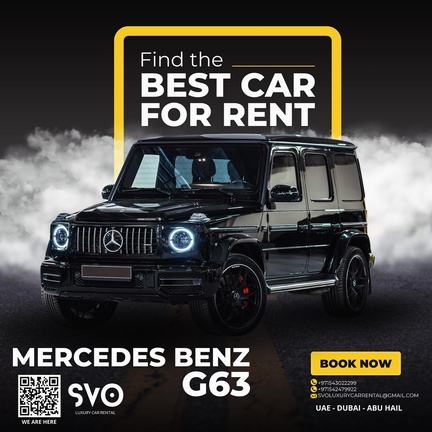 Find the
BEST CAR
FOR RENT
MERCEDES BENZ
G63
BOOK NOW
+971543022299
+971542479922
SVOLUXURYCARRENTAL@GMAIL.COM
UAE - DUBAI - ABU HAIL
SVO
LUXURY CAR RENTAL
WE ARE HERE